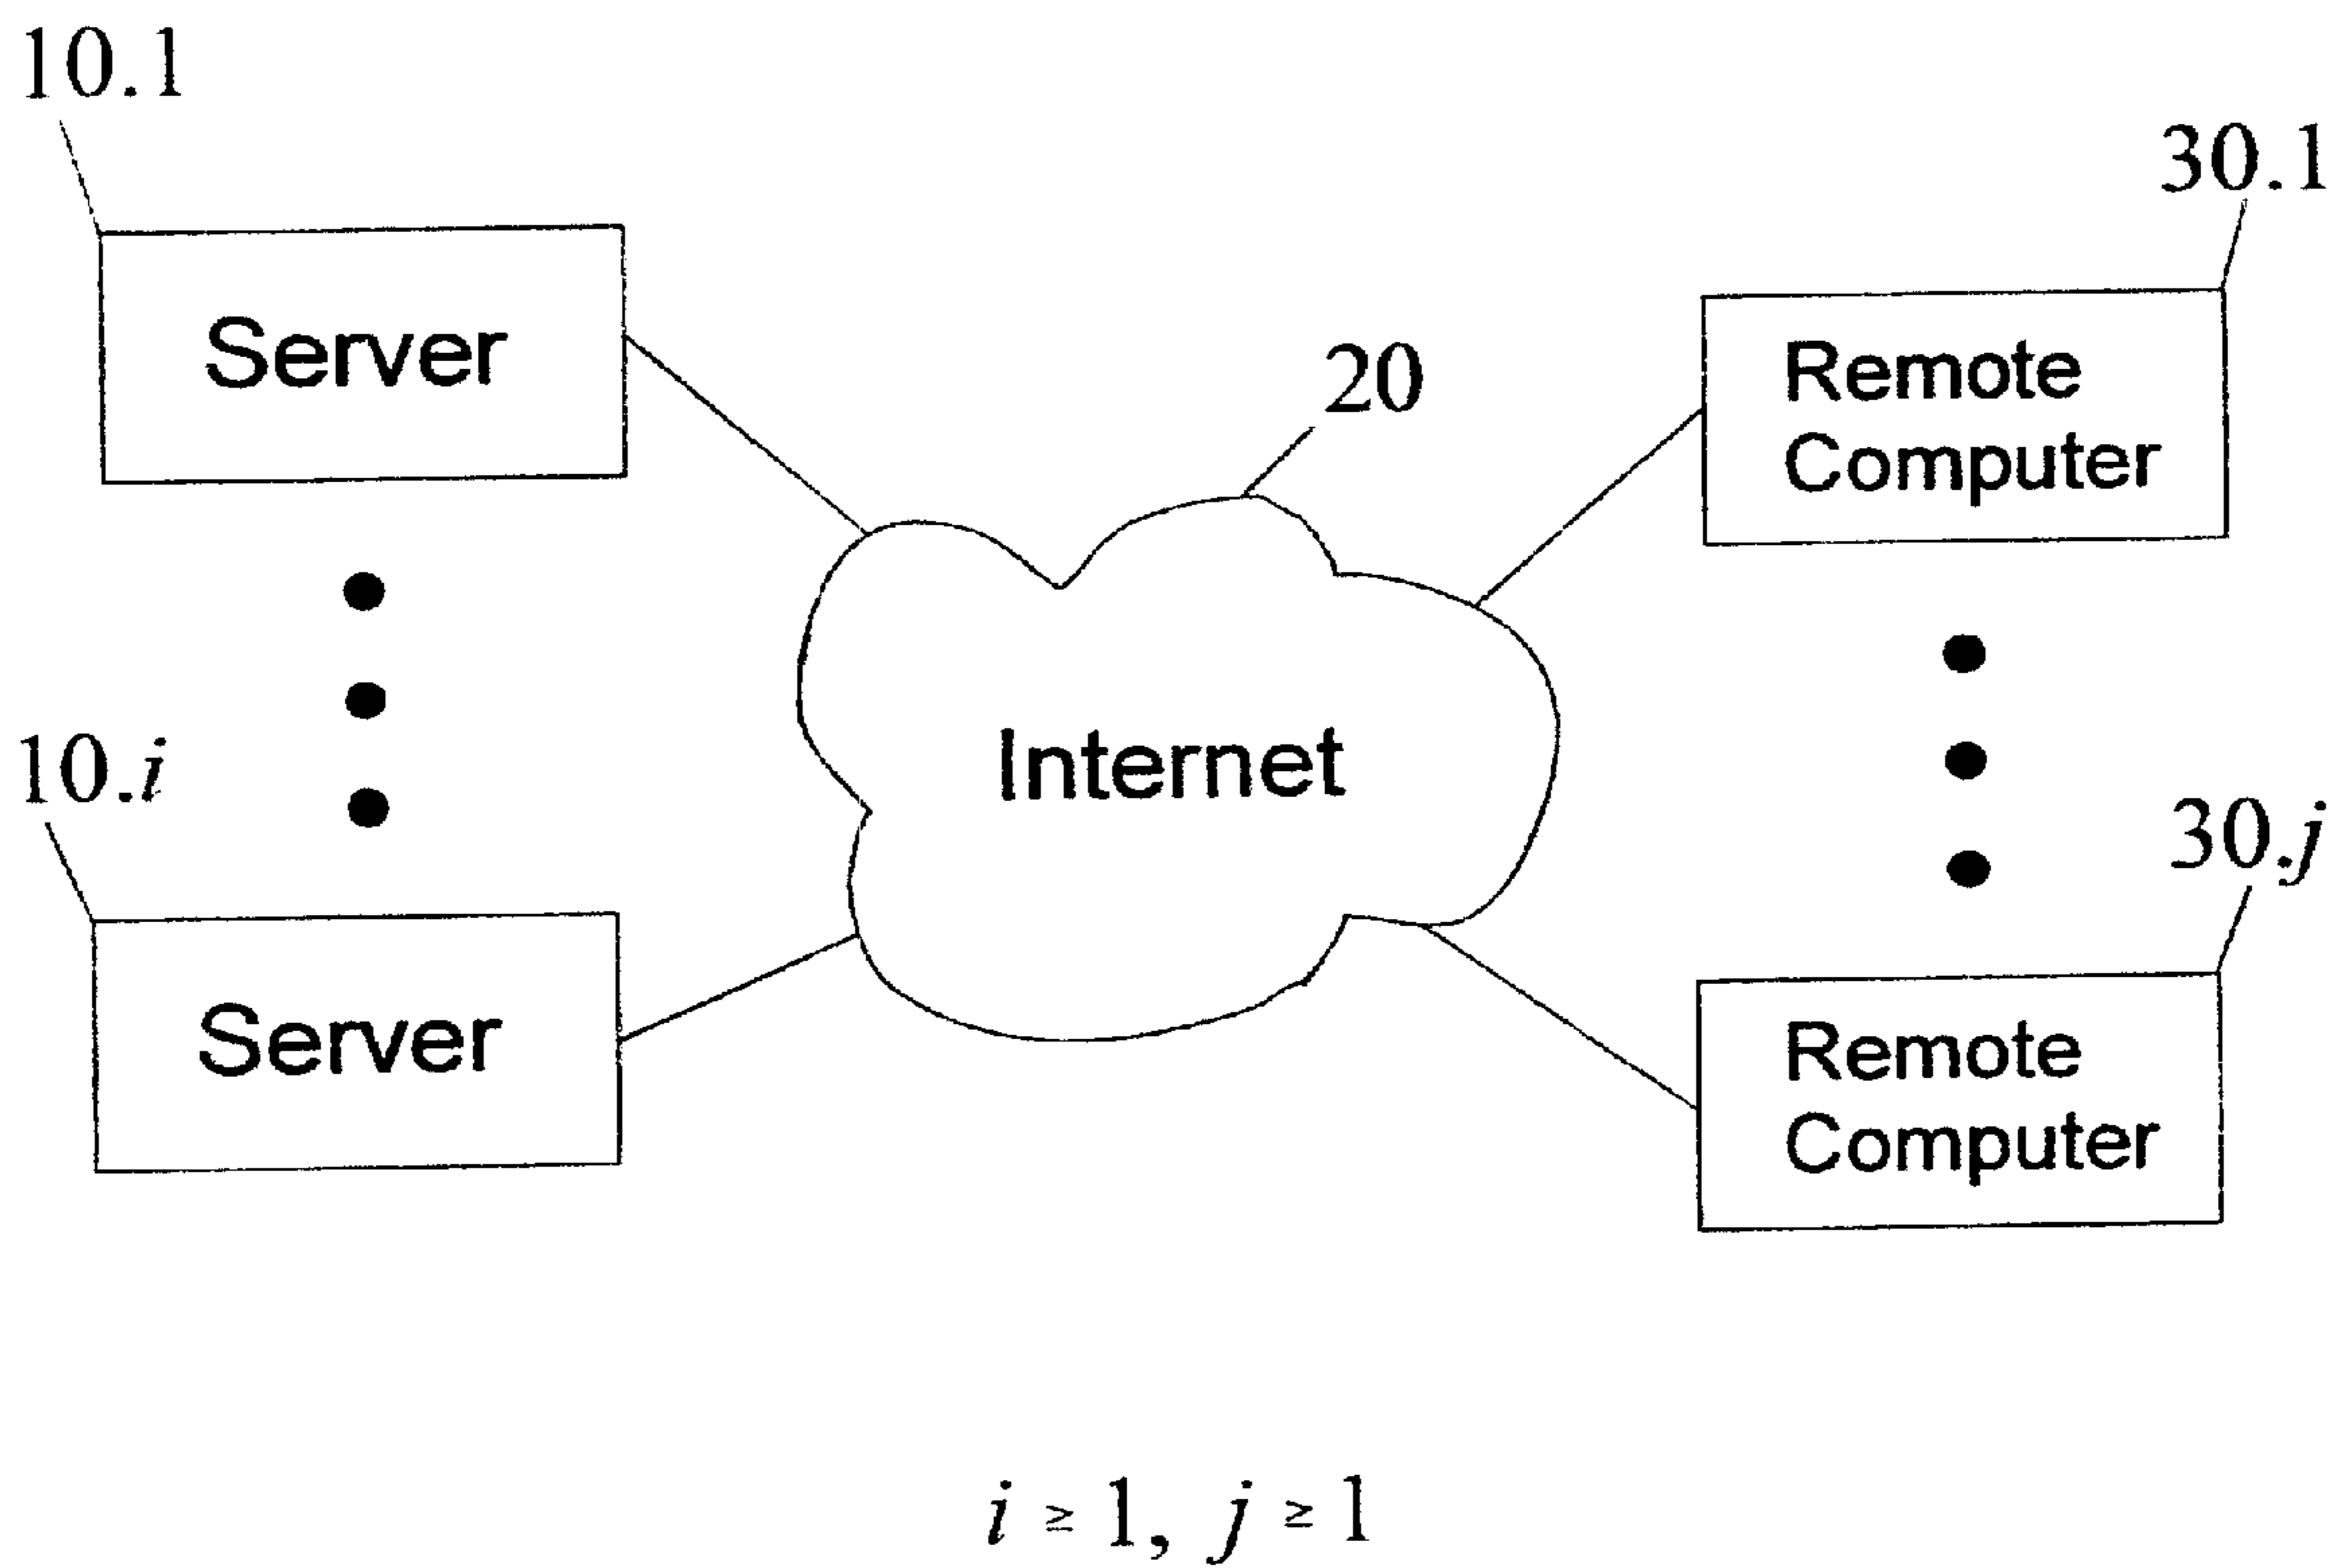 10.1
30.1
Server
20
Remote
Computer
Internet
10.i
30.j
Server
Remote
Computer
i ≥ 1, j ≥ 1